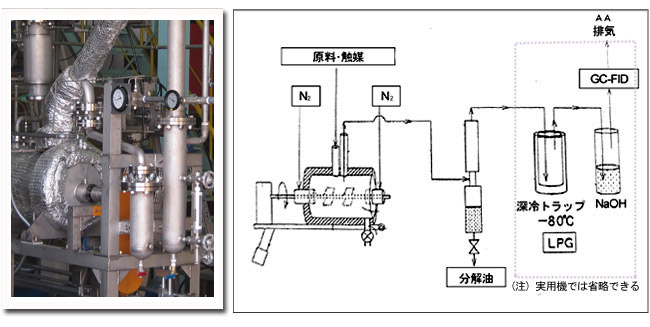 AA
排気
原料・触媒
GC-FID
N₂
N₂
深冷トラップ
－80℃
NaOH
LPG
分解油
(注) 実用機では省略できる